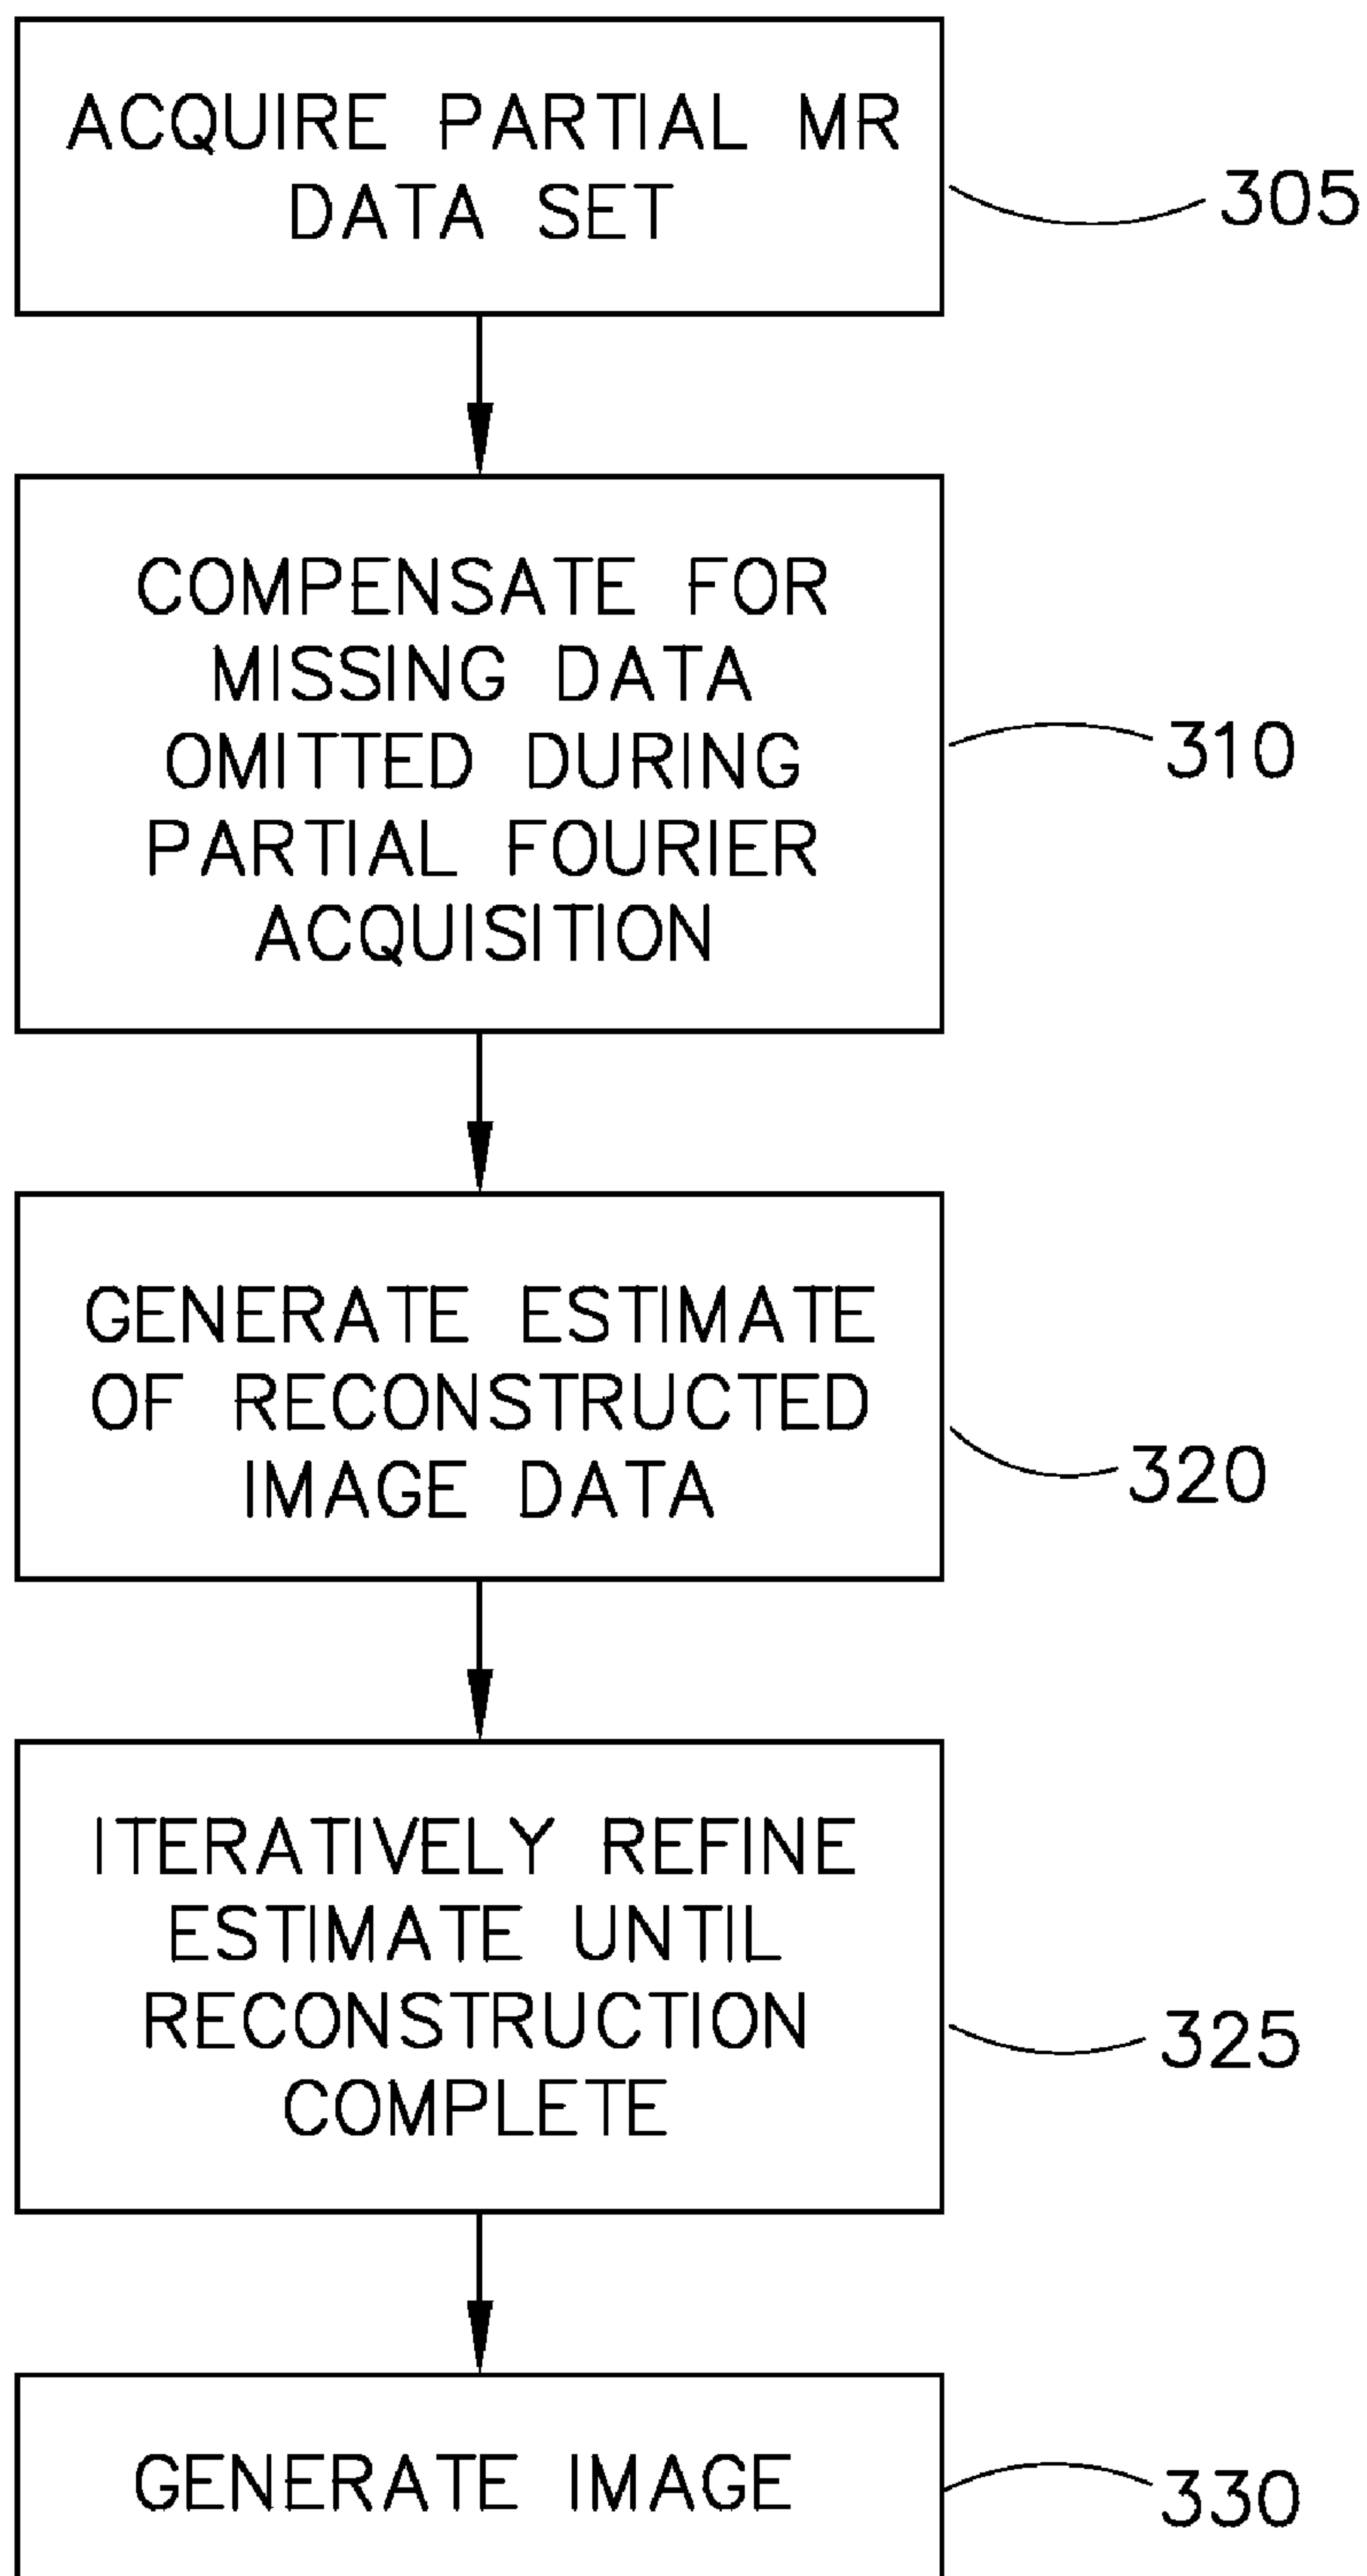 ACQUIRE PARTIAL MR
DATA SET
305
COMPENSATE FOR
MISSING DATA
OMITTED DURING
PARTIAL FOURIER
ACQUISITION
310
GENERATE ESTIMATE
OF RECONSTRUCTED
IMAGE DATA
320
ITERATIVELY REFINE
ESTIMATE UNTIL
RECONSTRUCTION
COMPLETE
325
GENERATE IMAGE
330